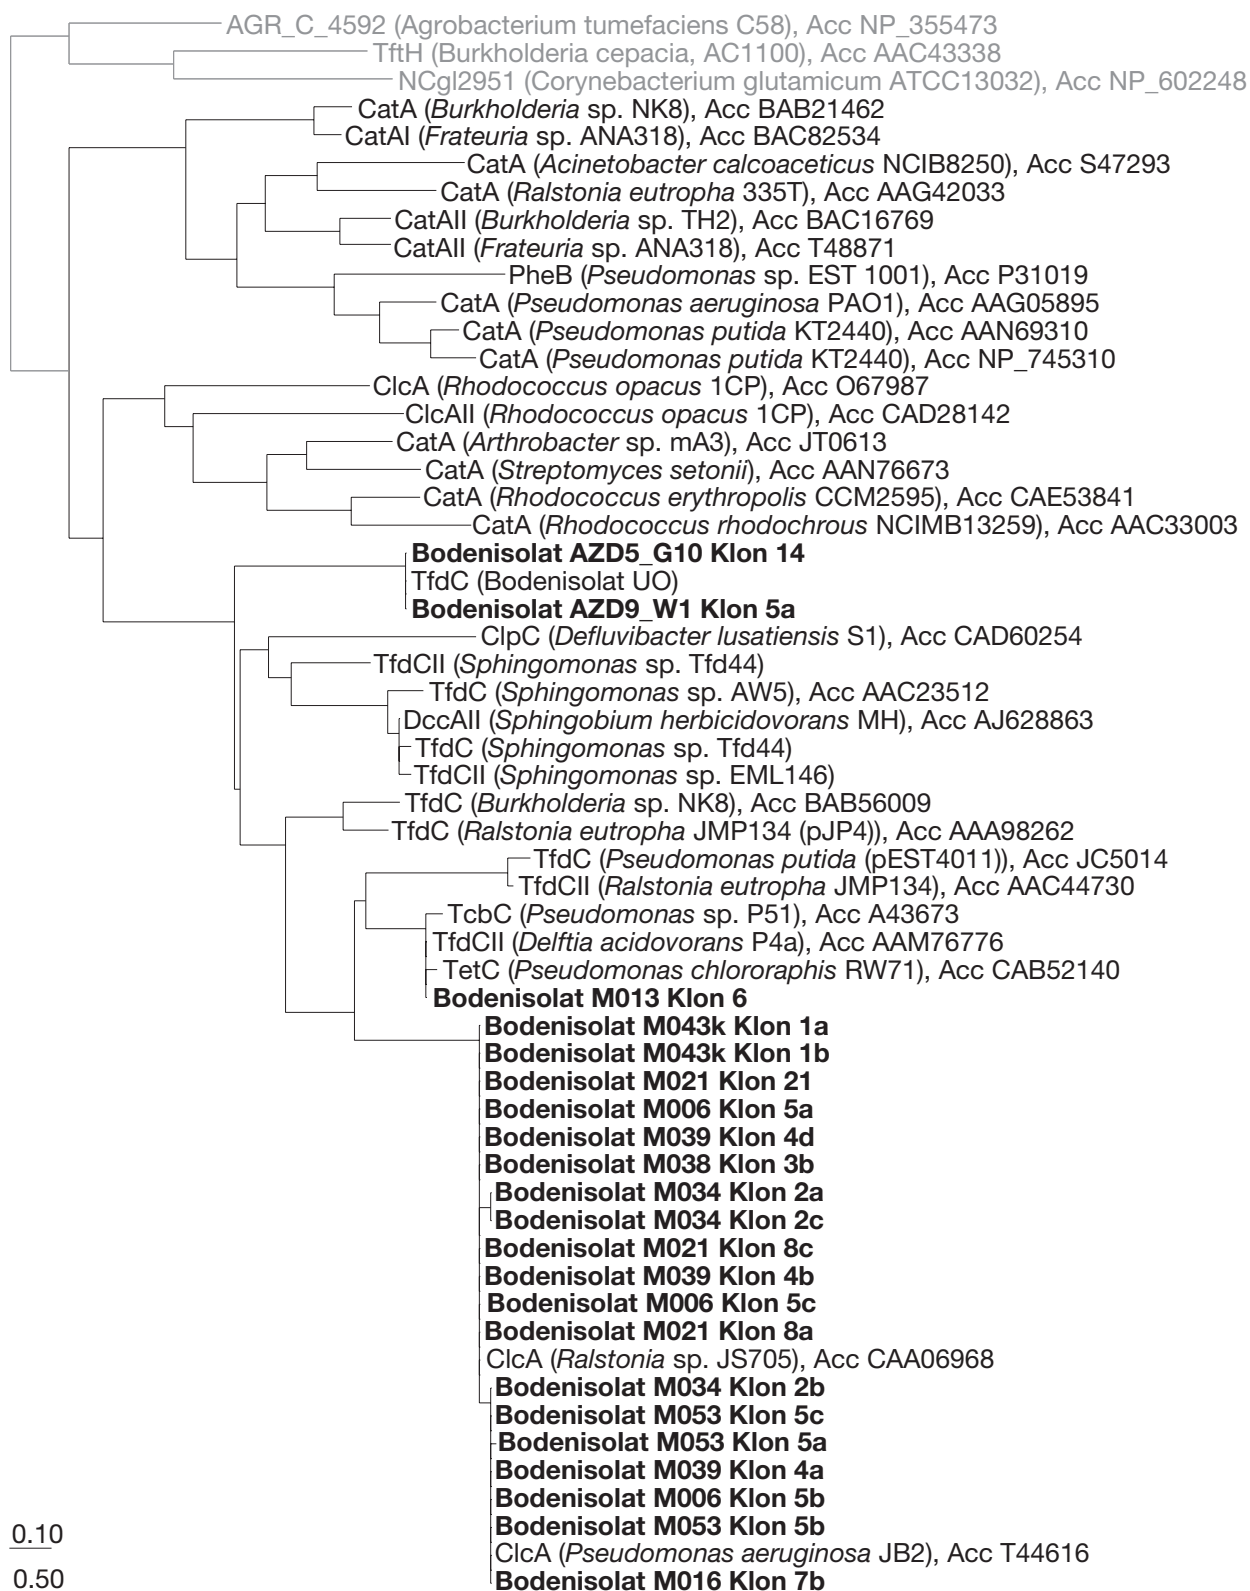 AGR_C_4592 (Agrobacterium tumefaciens C58), Acc NP_355473
TftH (Burkholderia cepacia, AC1100), Acc AAC43338
NCgl2951 (Corynebacterium glutamicum ATCC13032), Acc NP_602248
CatA (Burkholderia sp. NK8), Acc BAB21462
CatAI (Frateuria sp. ANA318), Acc BAC82534
CatA (Acinetobacter calcoaceticus NCIB8250), Acc S47293
CatA (Ralstonia eutropha 335T), Acc AAG42033
CatAII (Burkholderia sp. TH2), Acc BAC16769
CatAII (Frateuria sp. ANA318), Acc T48871
PheB (Pseudomonas sp. EST 1001), Acc P31019
CatA (Pseudomonas aeruginosa PAO1), Acc AAG05895
CatA (Pseudomonas putida KT2440), Acc AAN69310
CatA (Pseudomonas putida KT2440), Acc NP_745310
ClcA (Rhodococcus opacus 1CP), Acc O67987
ClcAII (Rhodococcus opacus 1CP), Acc CAD28142
CatA (Arthrobacter sp. mA3), Acc JT0613
CatA (Streptomyces setonii), Acc AAN76673
CatA (Rhodococcus erythropolis CCM2595), Acc CAE53841
CatA (Rhodococcus rhodochrous NCIMB13259), Acc AAC33003
Bodenisolat AZD5_G10 Klon 14
TfdC (Bodenisolat UO)
Bodenisolat AZD9_W1 Klon 5a
ClpC (Defluvibacter lusatiensis S1), Acc CAD60254
TfdCII (Sphingomonas sp. Tfd44)
TfdC (Sphingomonas sp. AW5), Acc AAC23512
DccAII (Sphingobium herbicidovorans MH), Acc AJ628863
TfdC (Sphingomonas sp. Tfd44)
TfdCII (Sphingomonas sp. EML146)
TfdC (Burkholderia sp. NK8), Acc BAB56009
TfdC (Ralstonia eutropha JMP134 (pJP4)), Acc AAA98262
TfdC (Pseudomonas putida (pEST4011)), Acc JC5014
TfdCII (Ralstonia eutropha JMP134), Acc AAC44730
TcbC (Pseudomonas sp. P51), Acc A43673
TfdCII (Delftia acidovorans P4a), Acc AAM76776
TetC (Pseudomonas chlororaphis RW71), Acc CAB52140
Bodenisolat M013 Klon 6
Bodenisolat M043k Klon 1a
Bodenisolat M043k Klon 1b
Bodenisolat M021 Klon 21
Bodenisolat M006 Klon 5a
Bodenisolat M039 Klon 4d
Bodenisolat M038 Klon 3b
Bodenisolat M034 Klon 2a
Bodenisolat M034 Klon 2c
Bodenisolat M021 Klon 8c
Bodenisolat M039 Klon 4b
Bodenisolat M006 Klon 5c
Bodenisolat M021 Klon 8a
ClcA (Ralstonia sp. JS705), Acc CAA06968
Bodenisolat M034 Klon 2b
Bodenisolat M053 Klon 5c
Bodenisolat M053 Klon 5a
Bodenisolat M039 Klon 4a
Bodenisolat M006 Klon 5b
Bodenisolat M053 Klon 5b
ClcA (Pseudomonas aeruginosa JB2), Acc T44616
Bodenisolat M016 Klon 7b
0.10
0.50